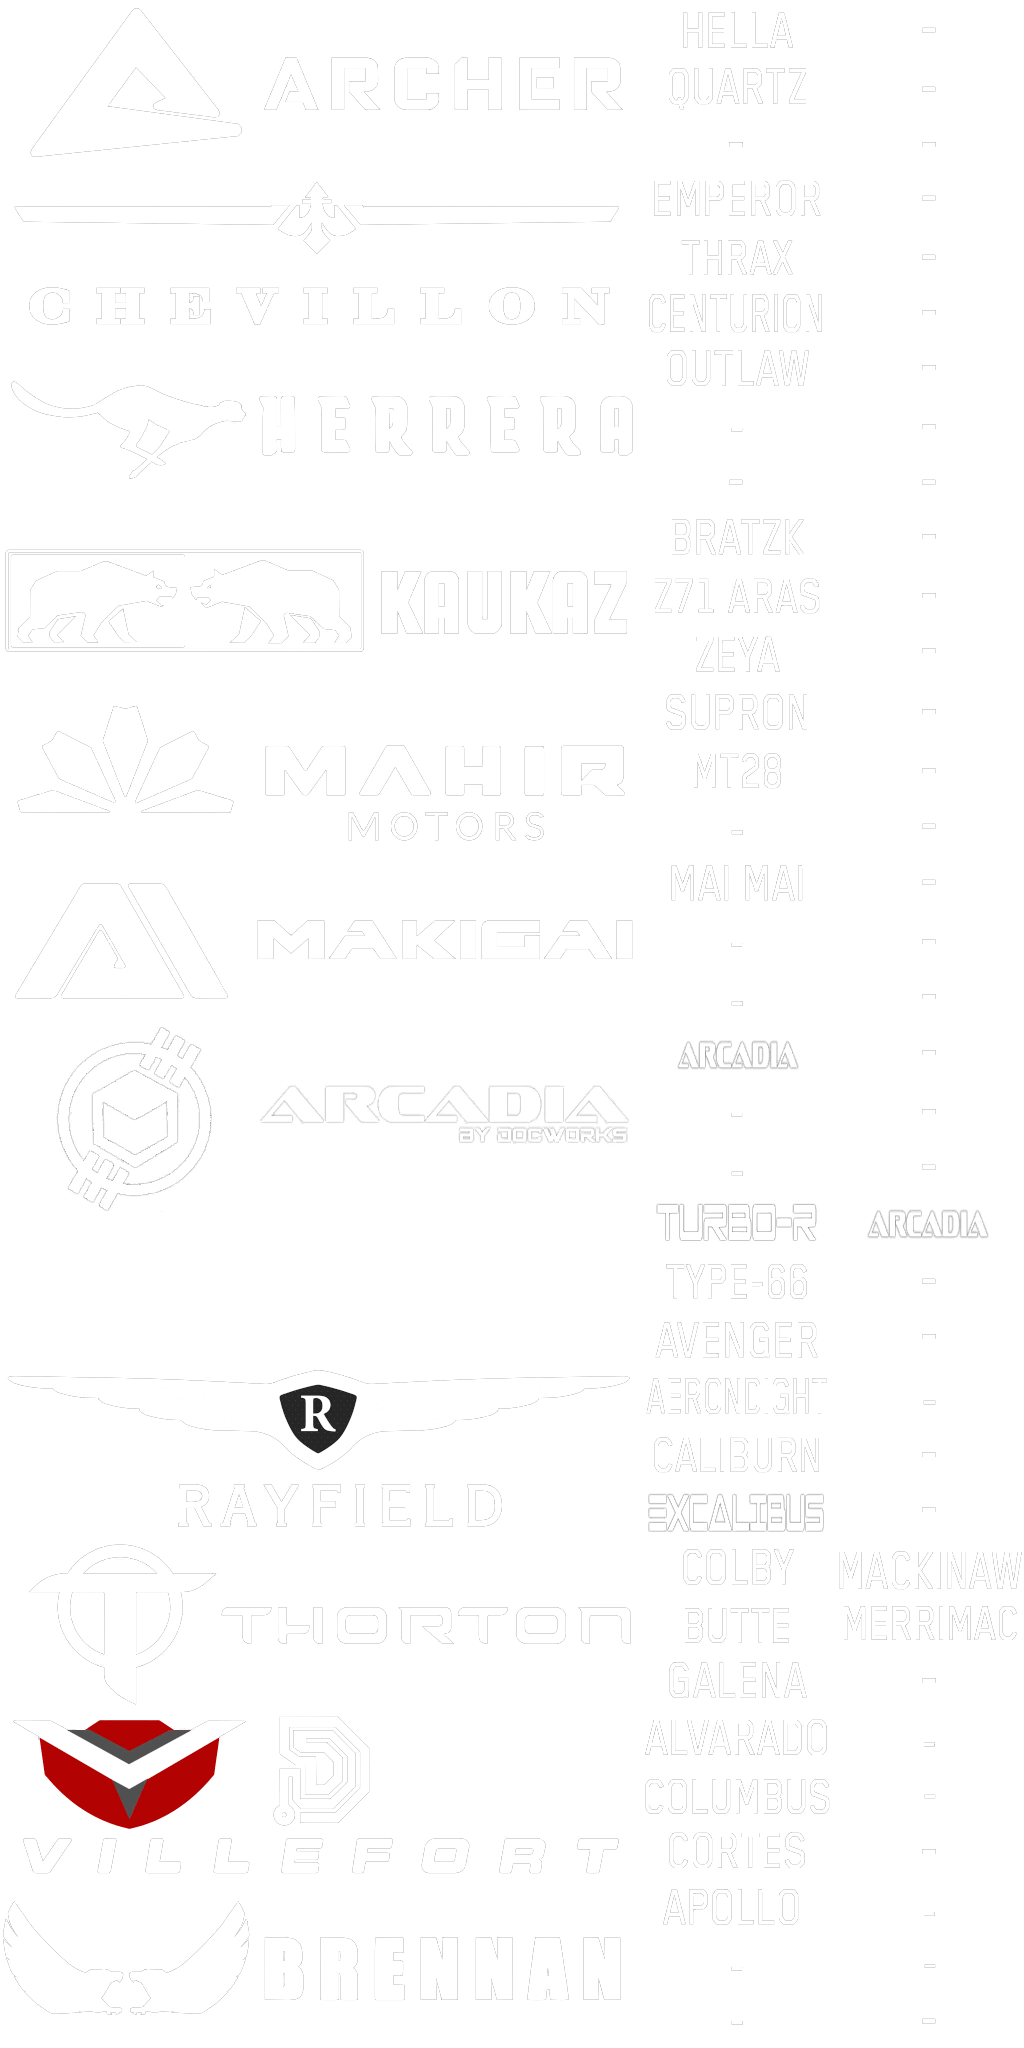 ARCHER
HELLA -
QUARTZ -
- -
CHEVILLON
EMPEROR -
THRAX -
CENTURION -
HERRERA
OUTLAW -
- -
- -
KAUKAZ
BRATZK -
Z71 ARAS -
ZEYA -
MAHIR
MOTORS
SUPRON -
MT28 -
- -
MAKIGAI
MAI MAI -
- -
- -
ARCADIA
BY DOCWORKS
ARCADIA -
- -
- -
TURBO-R ARCADIA
TYPE-66 -
AVENGER -
R
RAYFIELD
AERONDIGHT -
CALIBURN -
EXCALIBUS -
THORTON
COLBY MACKINAW
BUTTE MERRIMAC
GALENA -
D
VILLEFORT
ALVARADO -
COLUMBUS -
CORTES -
BRENNAN
APOLLO -
- -
- -